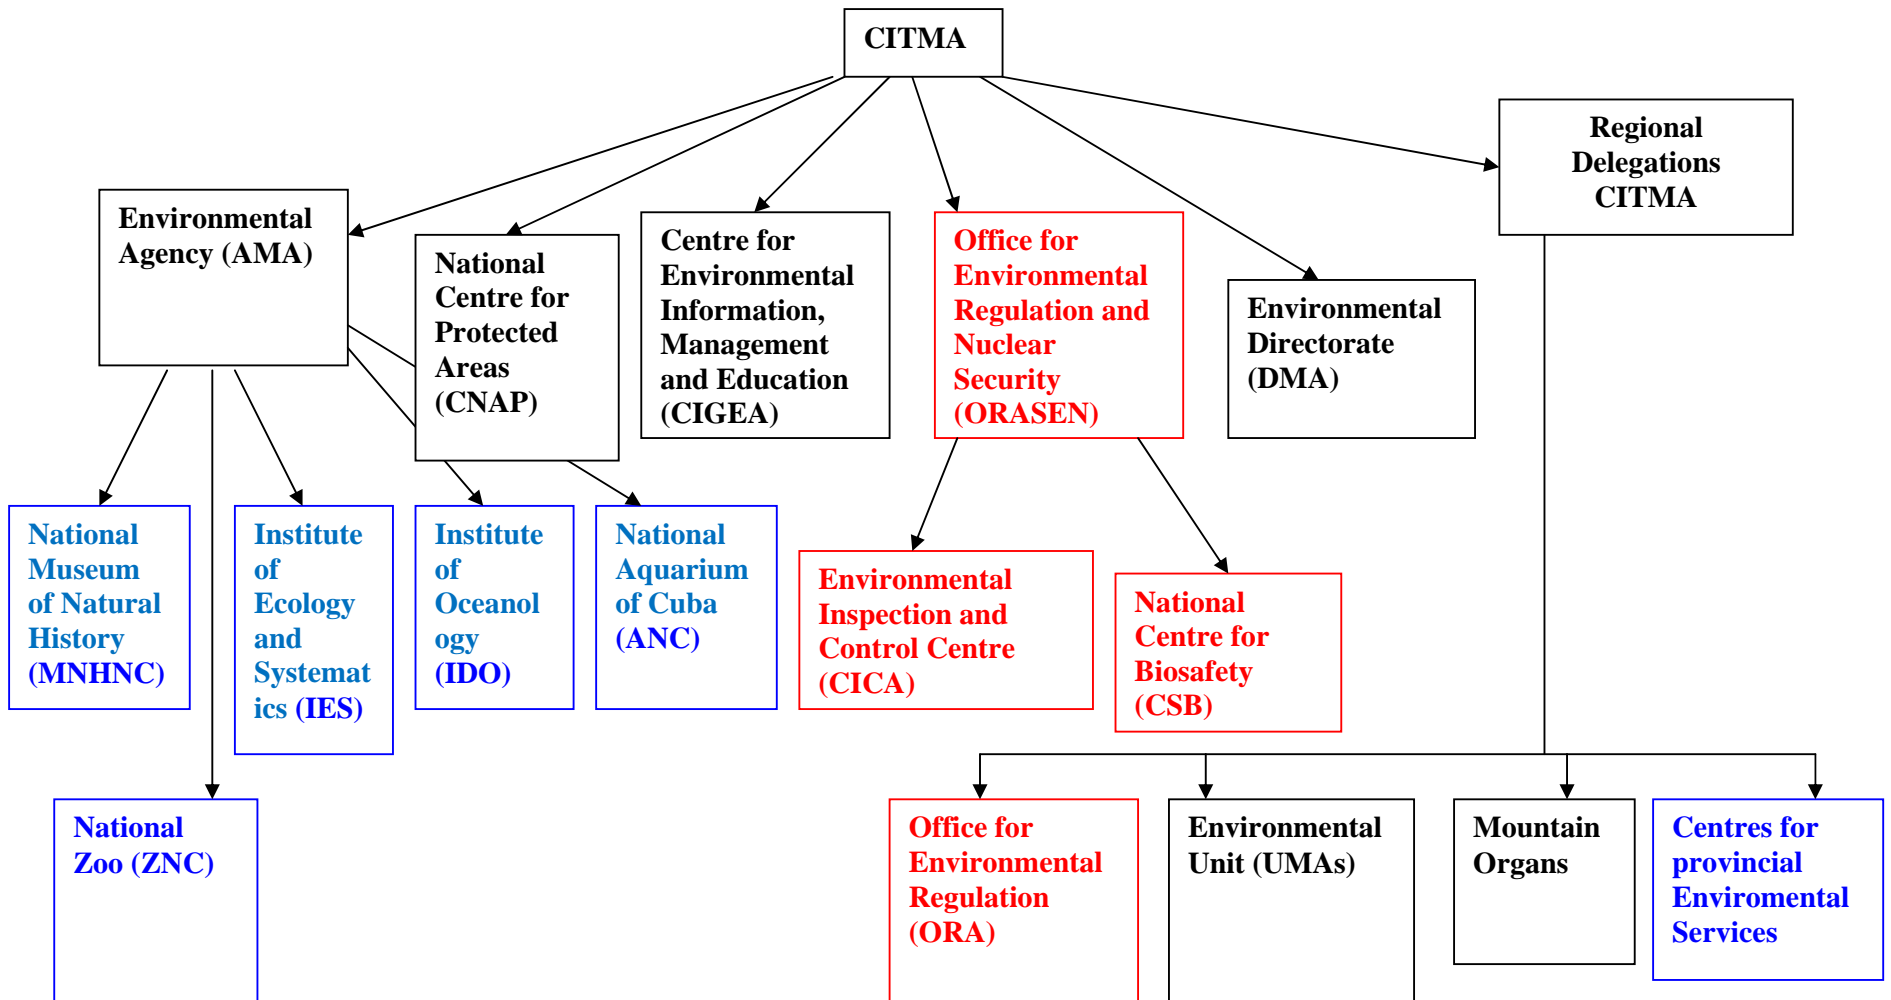 CITMA
Regional
Delegations
CITMA
Environmental
Agency (AMA)
National
Centre for
Protected
Areas
(CNAP)
Centre for
Environmental
Information,
Management
and Education
(CIGEA)
Office for
Environmental
Regulation and
Nuclear
Security
(ORASEN)
Environmental
Directorate
(DMA)
National
Museum
of Natural
History
(MNHNC)
Institute
of
Ecology
and
Systemat
ics (IES)
Institute
of
Oceanol
ogy
(IDO)
National
Aquarium
of Cuba
(ANC)
Environmental
Inspection and
Control Centre
(CICA)
National
Centre for
Biosafety
(CSB)
National
Zoo (ZNC)
Office for
Environmental
Regulation
(ORA)
Environmental
Unit (UMAs)
Mountain
Organs
Centres for
provincial
Enviromental
Services